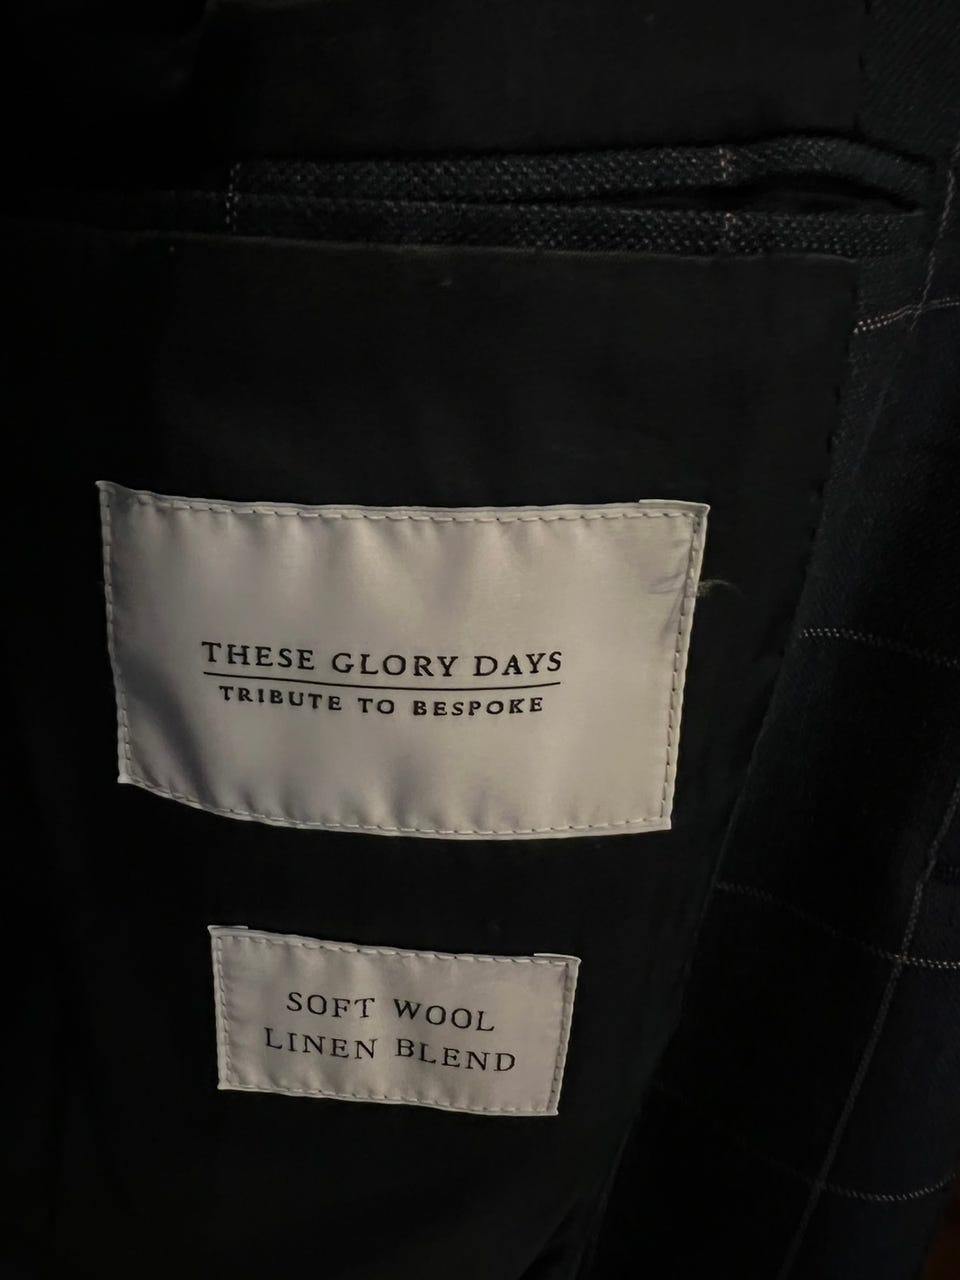 THESE GLORY DAYS
TRIBUTE TO BESPOKE
SOFT WOOL
LINEN BLEND